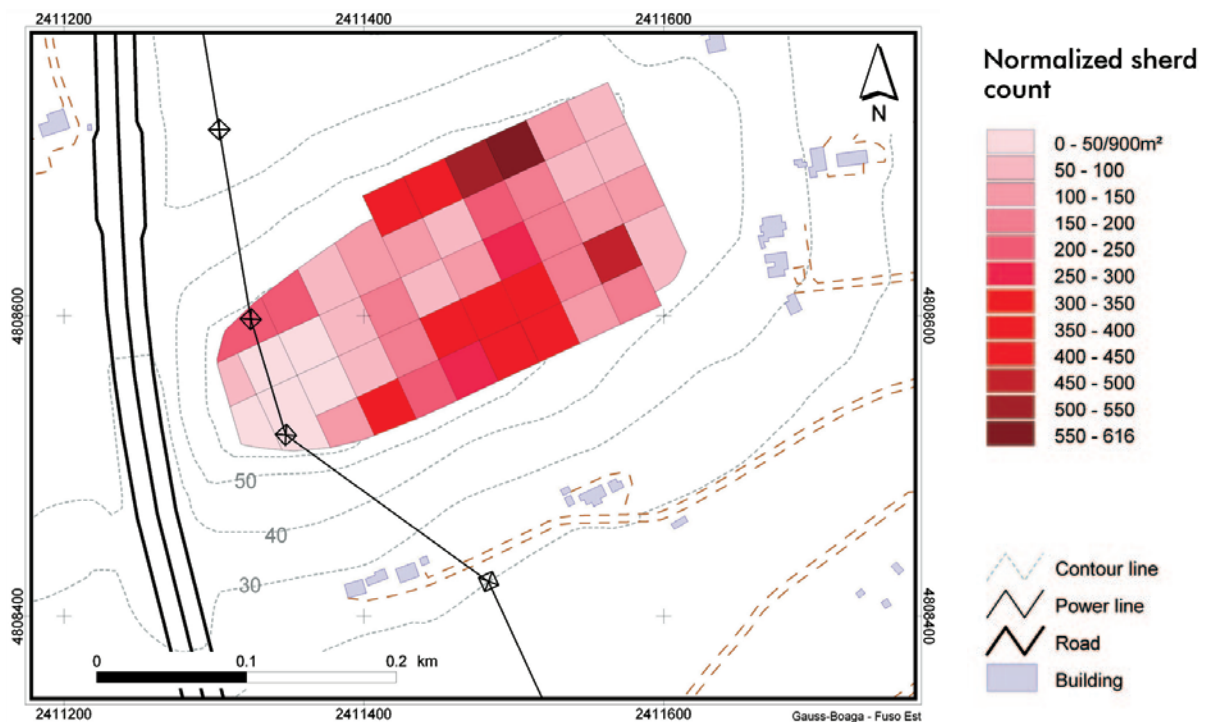 2411200 2411400 2411600
N
4808600 4808600
50
40
30
4808400 4808400
0 0.1 0.2 km
2411200 2411400 2411600
Gauss-Boaga - Fuso Est
Normalized sherd
count
0 - 50/900m²
50 - 100
100 - 150
150 - 200
200 - 250
250 - 300
300 - 350
350 - 400
400 - 450
450 - 500
500 - 550
550 - 616
Contour line
Power line
Road
Building